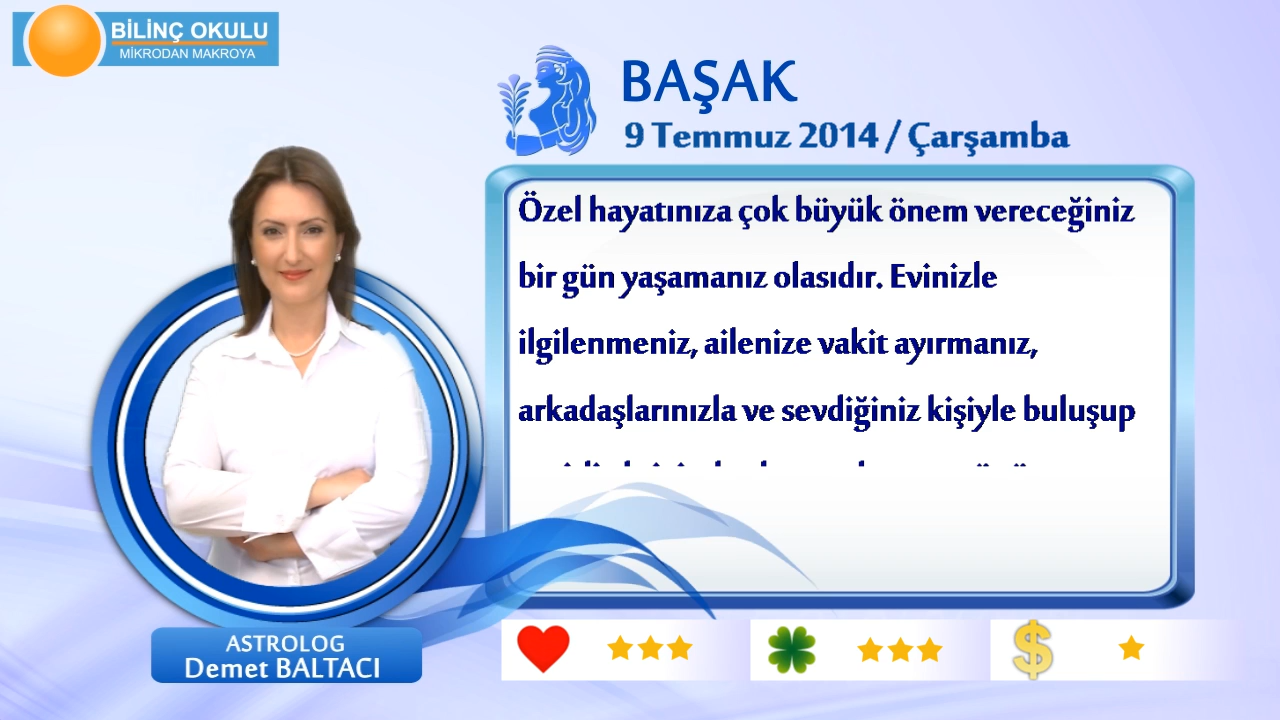 BİLİNÇ OKULU
MİKRODAN MAKROYA
BAŞAK
9 Temmuz 2014 / Çarşamba
Özel hayatınıza çok büyük önem vereceğiniz
bir gün yaşamanız olasıdır. Evinizle
ilgilenmeniz, ailenize vakit ayırmanız,
arkadaşlarınızla ve sevdiğiniz kişiyle buluşup
ASTROLOG
Demet BALTACI